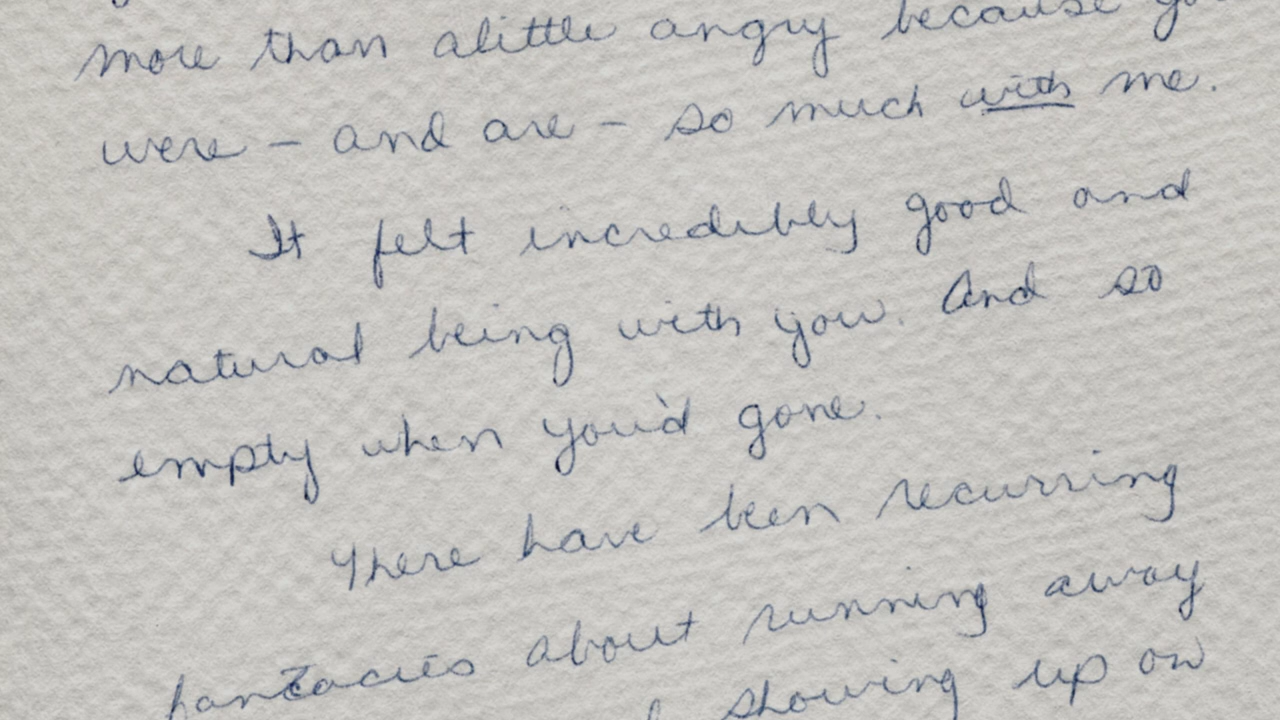 more than alittle angry because you
were – and are – so much with me.
It felt incredibly good and
natural being with you. And so
empty when you'd gone.
There have been recurring
fantacies about running away
showing up on